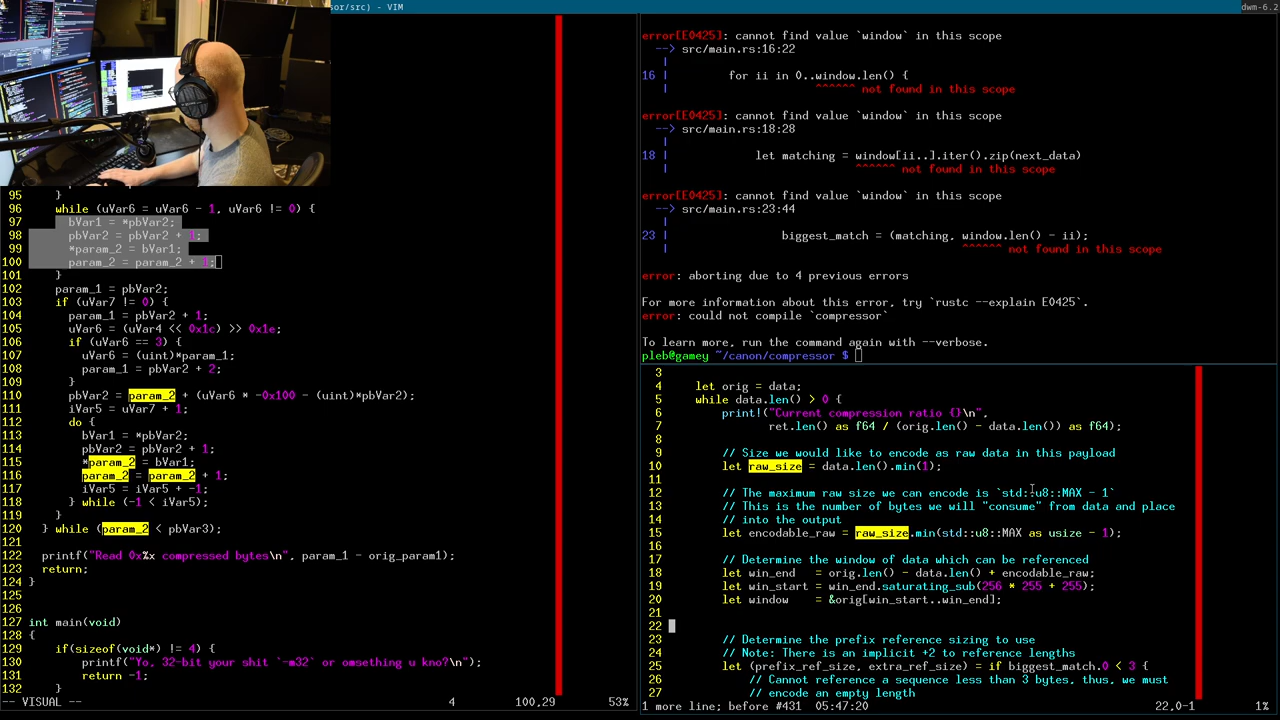 sor/src) - VIM
dwm-6.2
95 }
96 while (uVar6 = uVar6 - 1, uVar6 != 0) {
97 bVar1 = *pbVar2;
98 pbVar2 = pbVar2 + 1;
99 *param_2 = bVar1;
100 param_2 = param_2 + 1;
101 }
102 param_1 = pbVar2;
103 if (uVar7 != 0) {
104 param_1 = pbVar2 + 1;
105 uVar6 = (uVar4 << 0x1c) >> 0x1e;
106 if (uVar6 == 3) {
107 uVar6 = (uint)*param_1;
108 param_1 = pbVar2 + 2;
109 }
110 pbVar2 = param_2 + (uVar6 * -0x100 - (uint)*pbVar2);
111 iVar5 = uVar7 + 1;
112 do {
113 bVar1 = *pbVar2;
114 pbVar2 = pbVar2 + 1;
115 *param_2 = bVar1;
116 param_2 = param_2 + 1;
117 iVar5 = iVar5 + -1;
118 } while (-1 < iVar5);
119 }
120 } while (param_2 < pbVar3);
121
122 printf("Read 0x%x compressed bytes\n", param_1 - orig_param1);
123 return;
124 }
125
126
127 int main(void)
128 {
129 if(sizeof(void*) != 4) {
130 printf("Yo, 32-bit your shit `-m32` or omsething u kno?\n");
131 return -1;
132 }
-- VISUAL -- 4 100,29 53%
error[E0425]: cannot find value `window` in this scope
--> src/main.rs:16:22
|
16 | for ii in 0..window.len() {
| ^^^^^^ not found in this scope
error[E0425]: cannot find value `window` in this scope
--> src/main.rs:18:28
|
18 | let matching = window[ii..].iter().zip(next_data)
| ^^^^^^ not found in this scope
error[E0425]: cannot find value `window` in this scope
--> src/main.rs:23:44
|
23 | biggest_match = (matching, window.len() - ii);
| ^^^^^^ not found in this scope
error: aborting due to 4 previous errors
For more information about this error, try `rustc --explain E0425`.
error: could not compile `compressor`
To learn more, run the command again with --verbose.
pleb@gamey ~/canon/compressor $
3
4 let orig = data;
5 while data.len() > 0 {
6 print!("Current compression ratio {}\n",
7 ret.len() as f64 / (orig.len() - data.len()) as f64);
8
9 // Size we would like to encode as raw data in this payload
10 let raw_size = data.len().min(1);
11
12 // The maximum raw size we can encode is `std::u8::MAX - 1`
13 // This is the number of bytes we will "consume" from data and place
14 // into the output
15 let encodable_raw = raw_size.min(std::u8::MAX as usize - 1);
16
17 // Determine the window of data which can be referenced
18 let win_end = orig.len() - data.len() + encodable_raw;
19 let win_start = win_end.saturating_sub(256 * 255 + 255);
20 let window = &orig[win_start..win_end];
21
22
23 // Determine the prefix reference sizing to use
24 // Note: There is an implicit +2 to reference lengths
25 let (prefix_ref_size, extra_ref_size) = if biggest_match.0 < 3 {
26 // Cannot reference a sequence less than 3 bytes, thus, we must
27 // encode an empty length
1 more line; before #431 05:47:20 22,0-1 1%